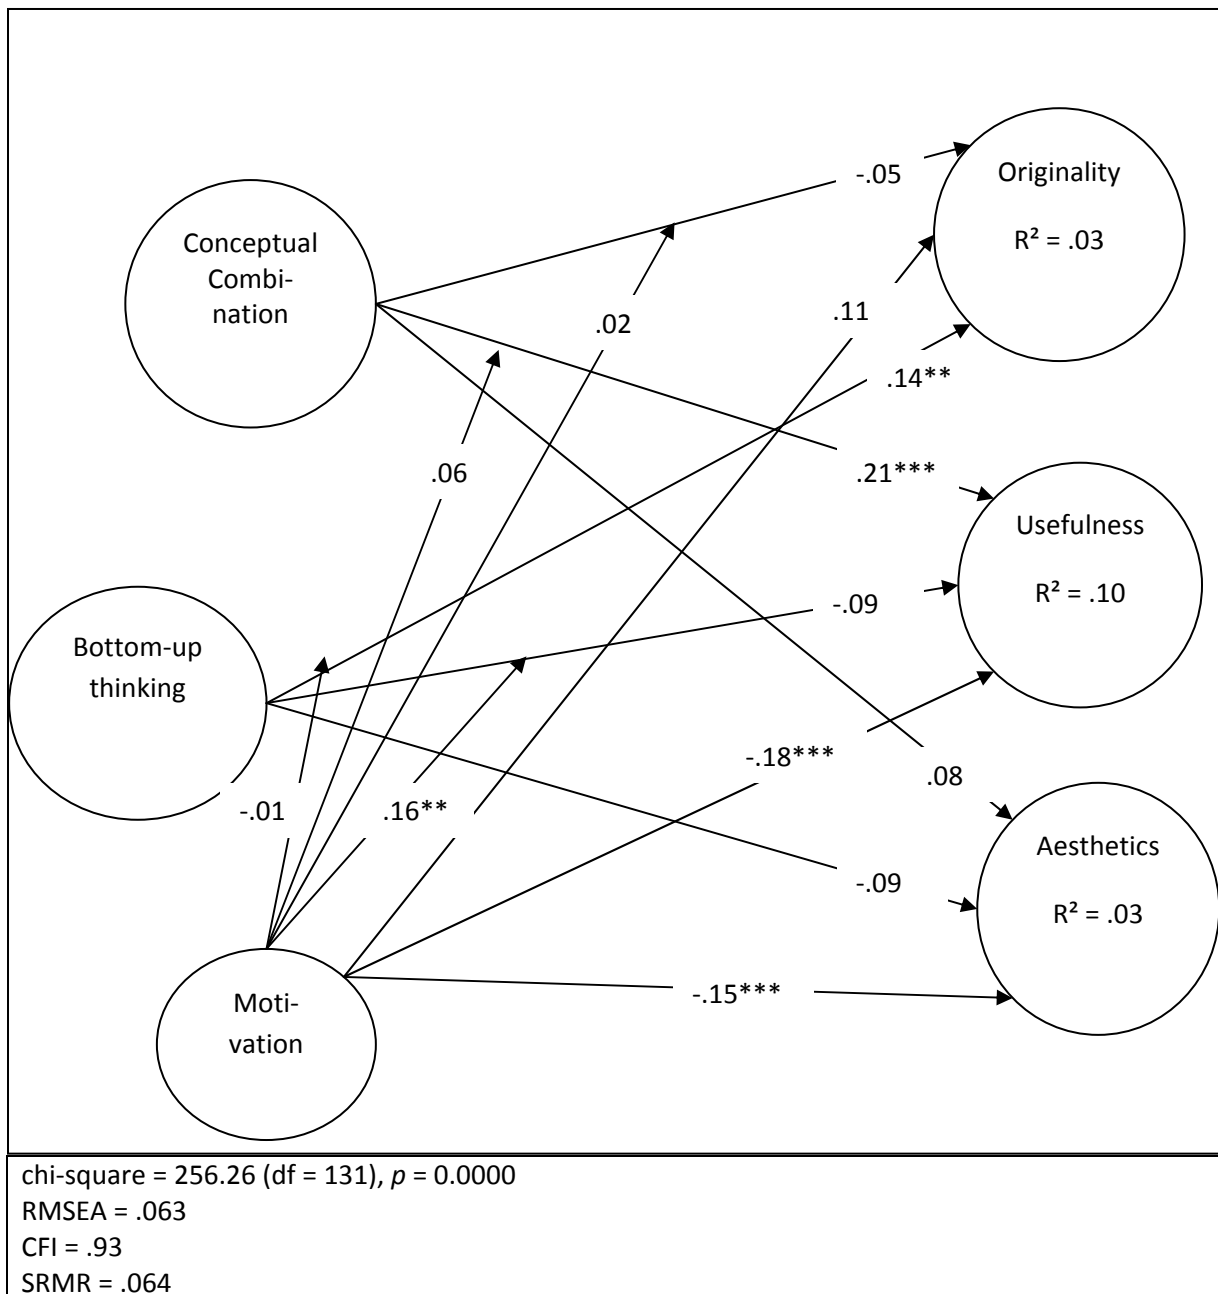 Conceptual
Combi-
nation
-.05
Originality
R² = .03
.02
.11
.14**
.06
.21***
Usefulness
R² = .10
-.09
Bottom-up
thinking
-.18***
.08
-.01
.16**
Aesthetics
R² = .03
-.09
Moti-
vation
-.15***
chi-square = 256.26 (df = 131), p = 0.0000
RMSEA = .063
CFI = .93
SRMR = .064